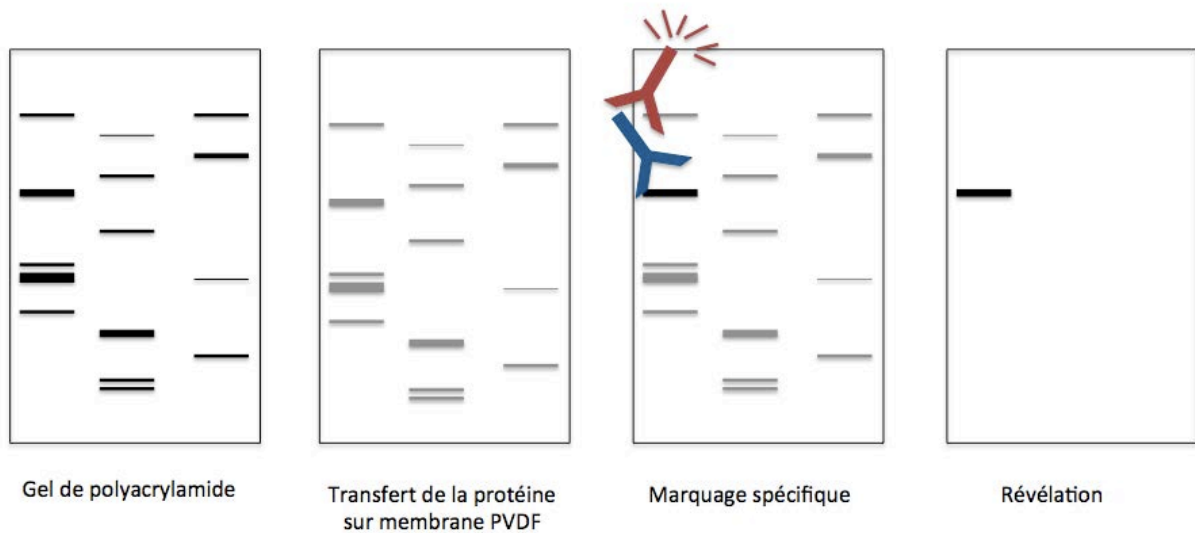 Gel de polyacrylamide
Transfert de la protéine
sur membrane PVDF
Marquage spécifique
Révélation